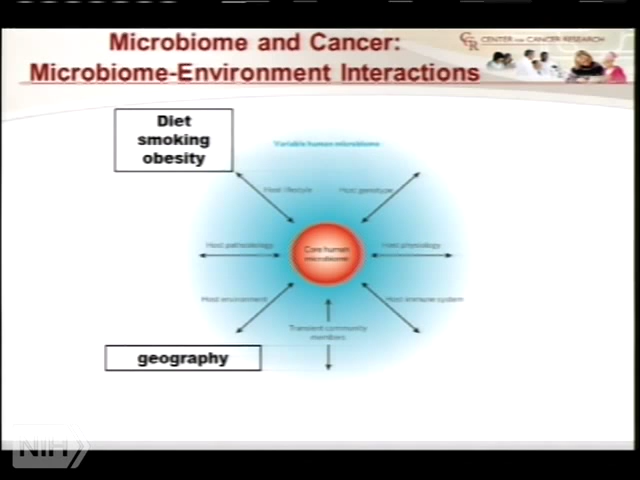 Microbiome and Cancer:
Microbiome-Environment Interactions
CCR CENTER FOR CANCER RESEARCH
Diet
smoking
obesity
Variable human microbiome
Host lifestyle
Host genotype
Host pathobiology
Core human
microbiome
Host physiology
Host environment
Host immune system
Transient community
members
geography
NIH